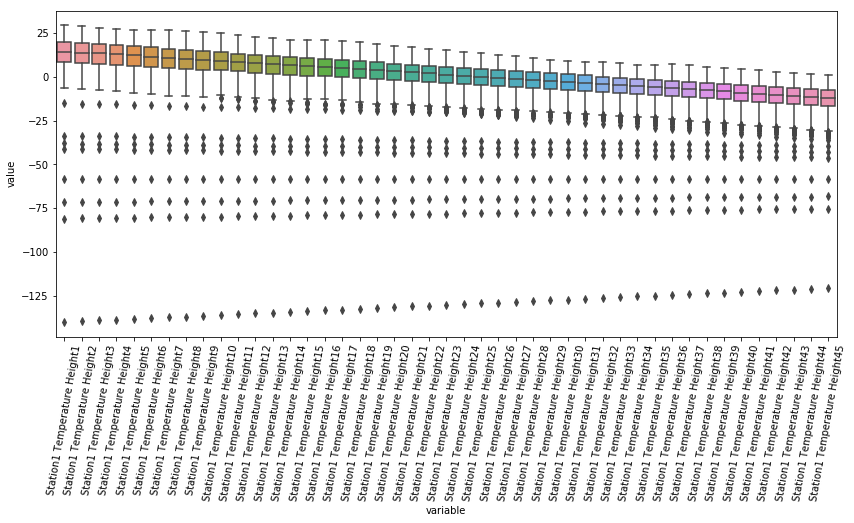 25
0
−25
−50
−75
−100
−125
value
Station1 Temperature Height1
Station1 Temperature Height2
Station1 Temperature Height3
Station1 Temperature Height4
Station1 Temperature Height5
Station1 Temperature Height6
Station1 Temperature Height7
Station1 Temperature Height8
Station1 Temperature Height9
Station1 Temperature Height10
Station1 Temperature Height11
Station1 Temperature Height12
Station1 Temperature Height13
Station1 Temperature Height14
Station1 Temperature Height15
Station1 Temperature Height16
Station1 Temperature Height17
Station1 Temperature Height18
Station1 Temperature Height19
Station1 Temperature Height20
Station1 Temperature Height21
Station1 Temperature Height22
Station1 Temperature Height23
Station1 Temperature Height24
Station1 Temperature Height25
Station1 Temperature Height26
Station1 Temperature Height27
Station1 Temperature Height28
Station1 Temperature Height29
Station1 Temperature Height30
Station1 Temperature Height31
Station1 Temperature Height32
Station1 Temperature Height33
Station1 Temperature Height34
Station1 Temperature Height35
Station1 Temperature Height36
Station1 Temperature Height37
Station1 Temperature Height38
Station1 Temperature Height39
Station1 Temperature Height40
Station1 Temperature Height41
Station1 Temperature Height42
Station1 Temperature Height43
Station1 Temperature Height44
Station1 Temperature Height45
variable